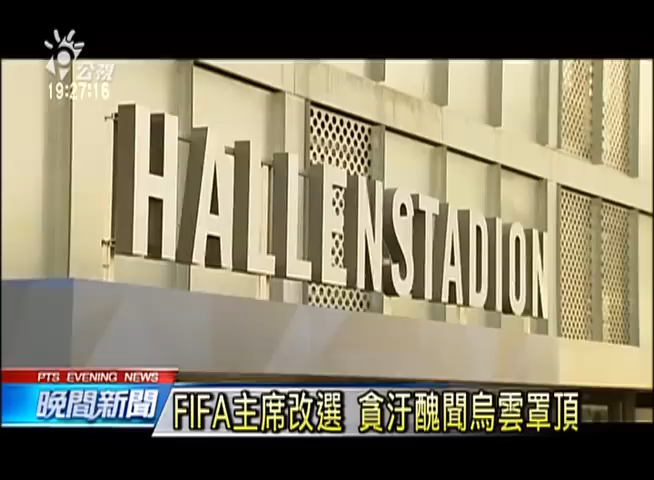 公視
19:27:16
HALLENSTADION
PTS EVENING NEWS
晚間新聞
FIFA主席改選 貪汙醜聞烏雲罩頂